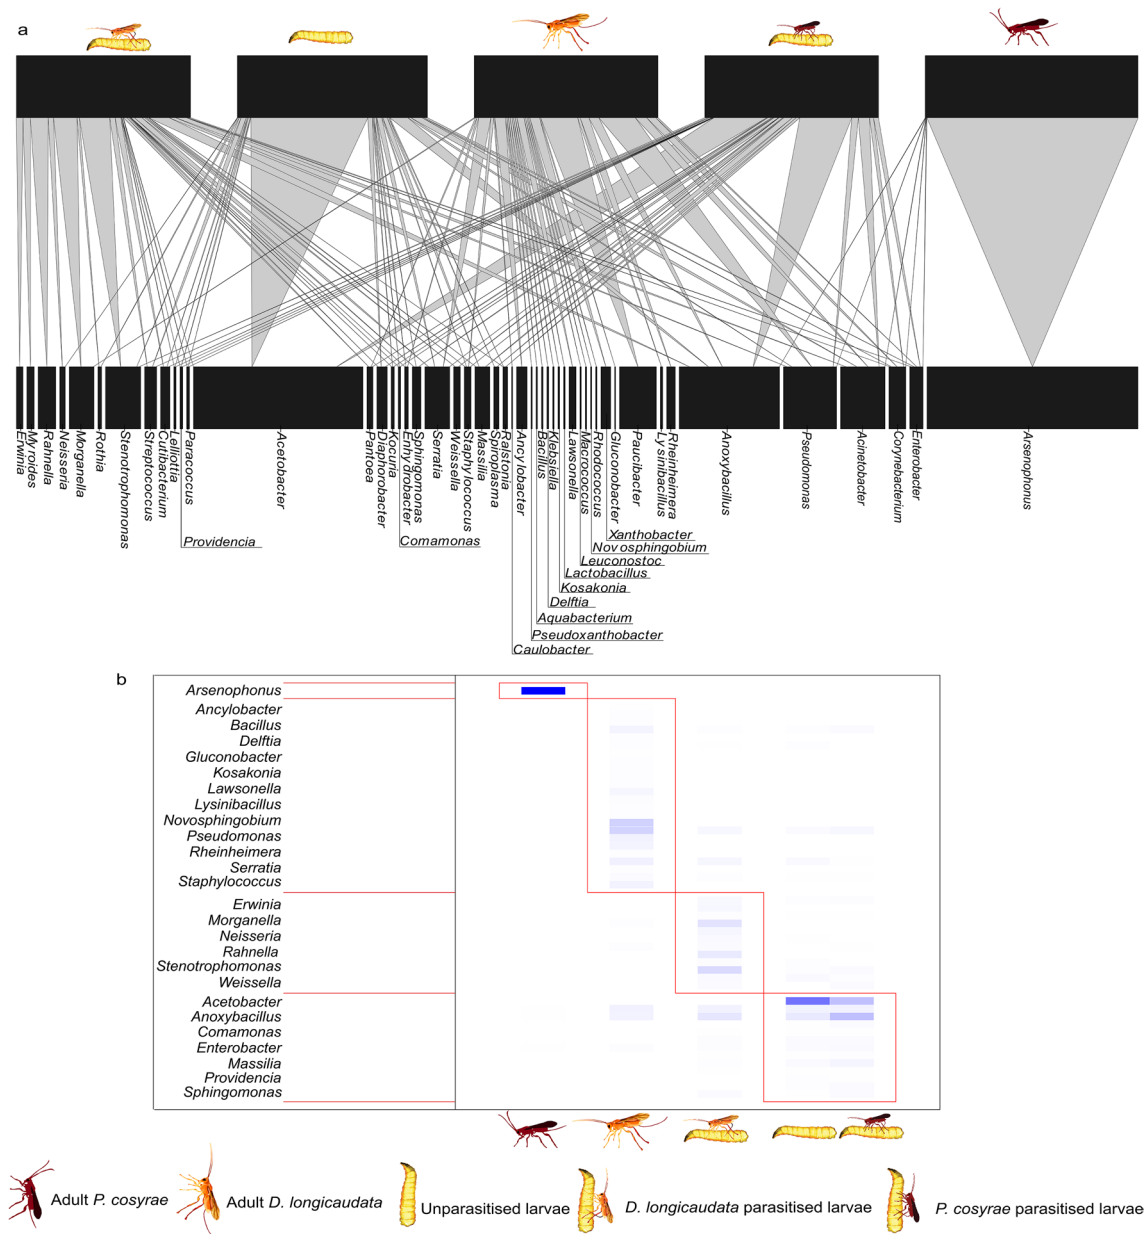 a
Erwinia
Myroides
Rahnella
Neisseria
Morganella
Rothia
Stenotrophomonas
Streptococcus
Cutibacterium
Lelliottia
Paracoccus
Acetobacter
Pantoea
Diaphorobacter
Kocuria
Enhydrobacter
Sphingomonas
Serratia
Weissella
Staphylococcus
Massilia
Spiroplasma
Ralstonia
Ancylobacter
Bacillus
Klebsiella
Lawsonella
Macrococcus
Rhodococcus
Gluconobacter
Paucibacter
Lysinibacillus
Rheinheimera
Anoxybacillus
Pseudomonas
Acinetobacter
Corynebacterium
Enterobacter
Arsenophonus
Providencia
Comamonas
Xanthobacter
Novosphingobium
Leuconostoc
Lactobacillus
Kosakonia
Delftia
Aquabacterium
Pseudoxanthobacter
Caulobacter
b
Arsenophonus
Ancylobacter
Bacillus
Delftia
Gluconobacter
Kosakonia
Lawsonella
Lysinibacillus
Novosphingobium
Pseudomonas
Rheinheimera
Serratia
Staphylococcus
Erwinia
Morganella
Neisseria
Rahnella
Stenotrophomonas
Weissella
Acetobacter
Anoxybacillus
Comamonas
Enterobacter
Massilia
Providencia
Sphingomonas
Adult P. cosyrae
Adult D. longicaudata
Unparasitised larvae
D. longicaudata parasitised larvae
P. cosyrae parasitised larvae